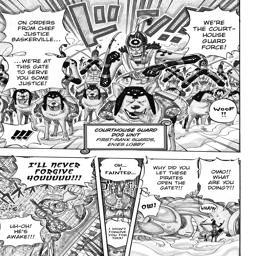 ON ORDERS
FROM CHIEF
JUSTICE
BASKERVILLE...
...WE'RE AT
THIS GATE TO
SERVE YOU
SOME
JUSTICE!
WE'RE
THE COURT-
HOUSE
GUARD
FORCE!
WOOF
!!
COURTHOUSE GUARD
DOG UNIT
FIRST-RANK GUARDS,
ENIES LOBBY
I'LL NEVER
FORGIVE
UH-OH!
HE'S
AWAKE!!!
OH...
I
FAINTED...
WHY DID YOU
LET THESE
PIRATES
OPEN THE
GATE?!!
OMO!!
WHAT
ARE YOU
DOING?!!
OW!!